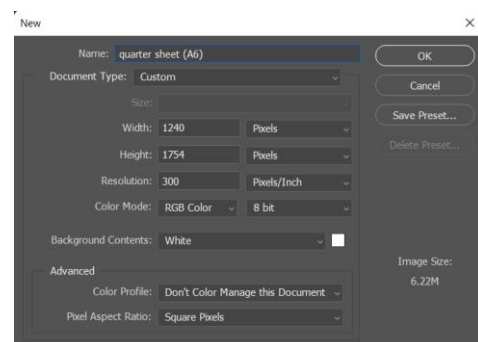 New
Name: quarter sheet (A6)
OK
Document Type: Custom
Cancel
Size:
Save Preset...
Width: 1240 Pixels
Delete Preset...
Height: 1754 Pixels
Resolution: 300 Pixels/Inch
Color Mode: RGB Color 8 bit
Background Contents: White
Image Size:
6.22M
Advanced
Color Profile: Don't Color Manage this Document
Pixel Aspect Ratio: Square Pixels